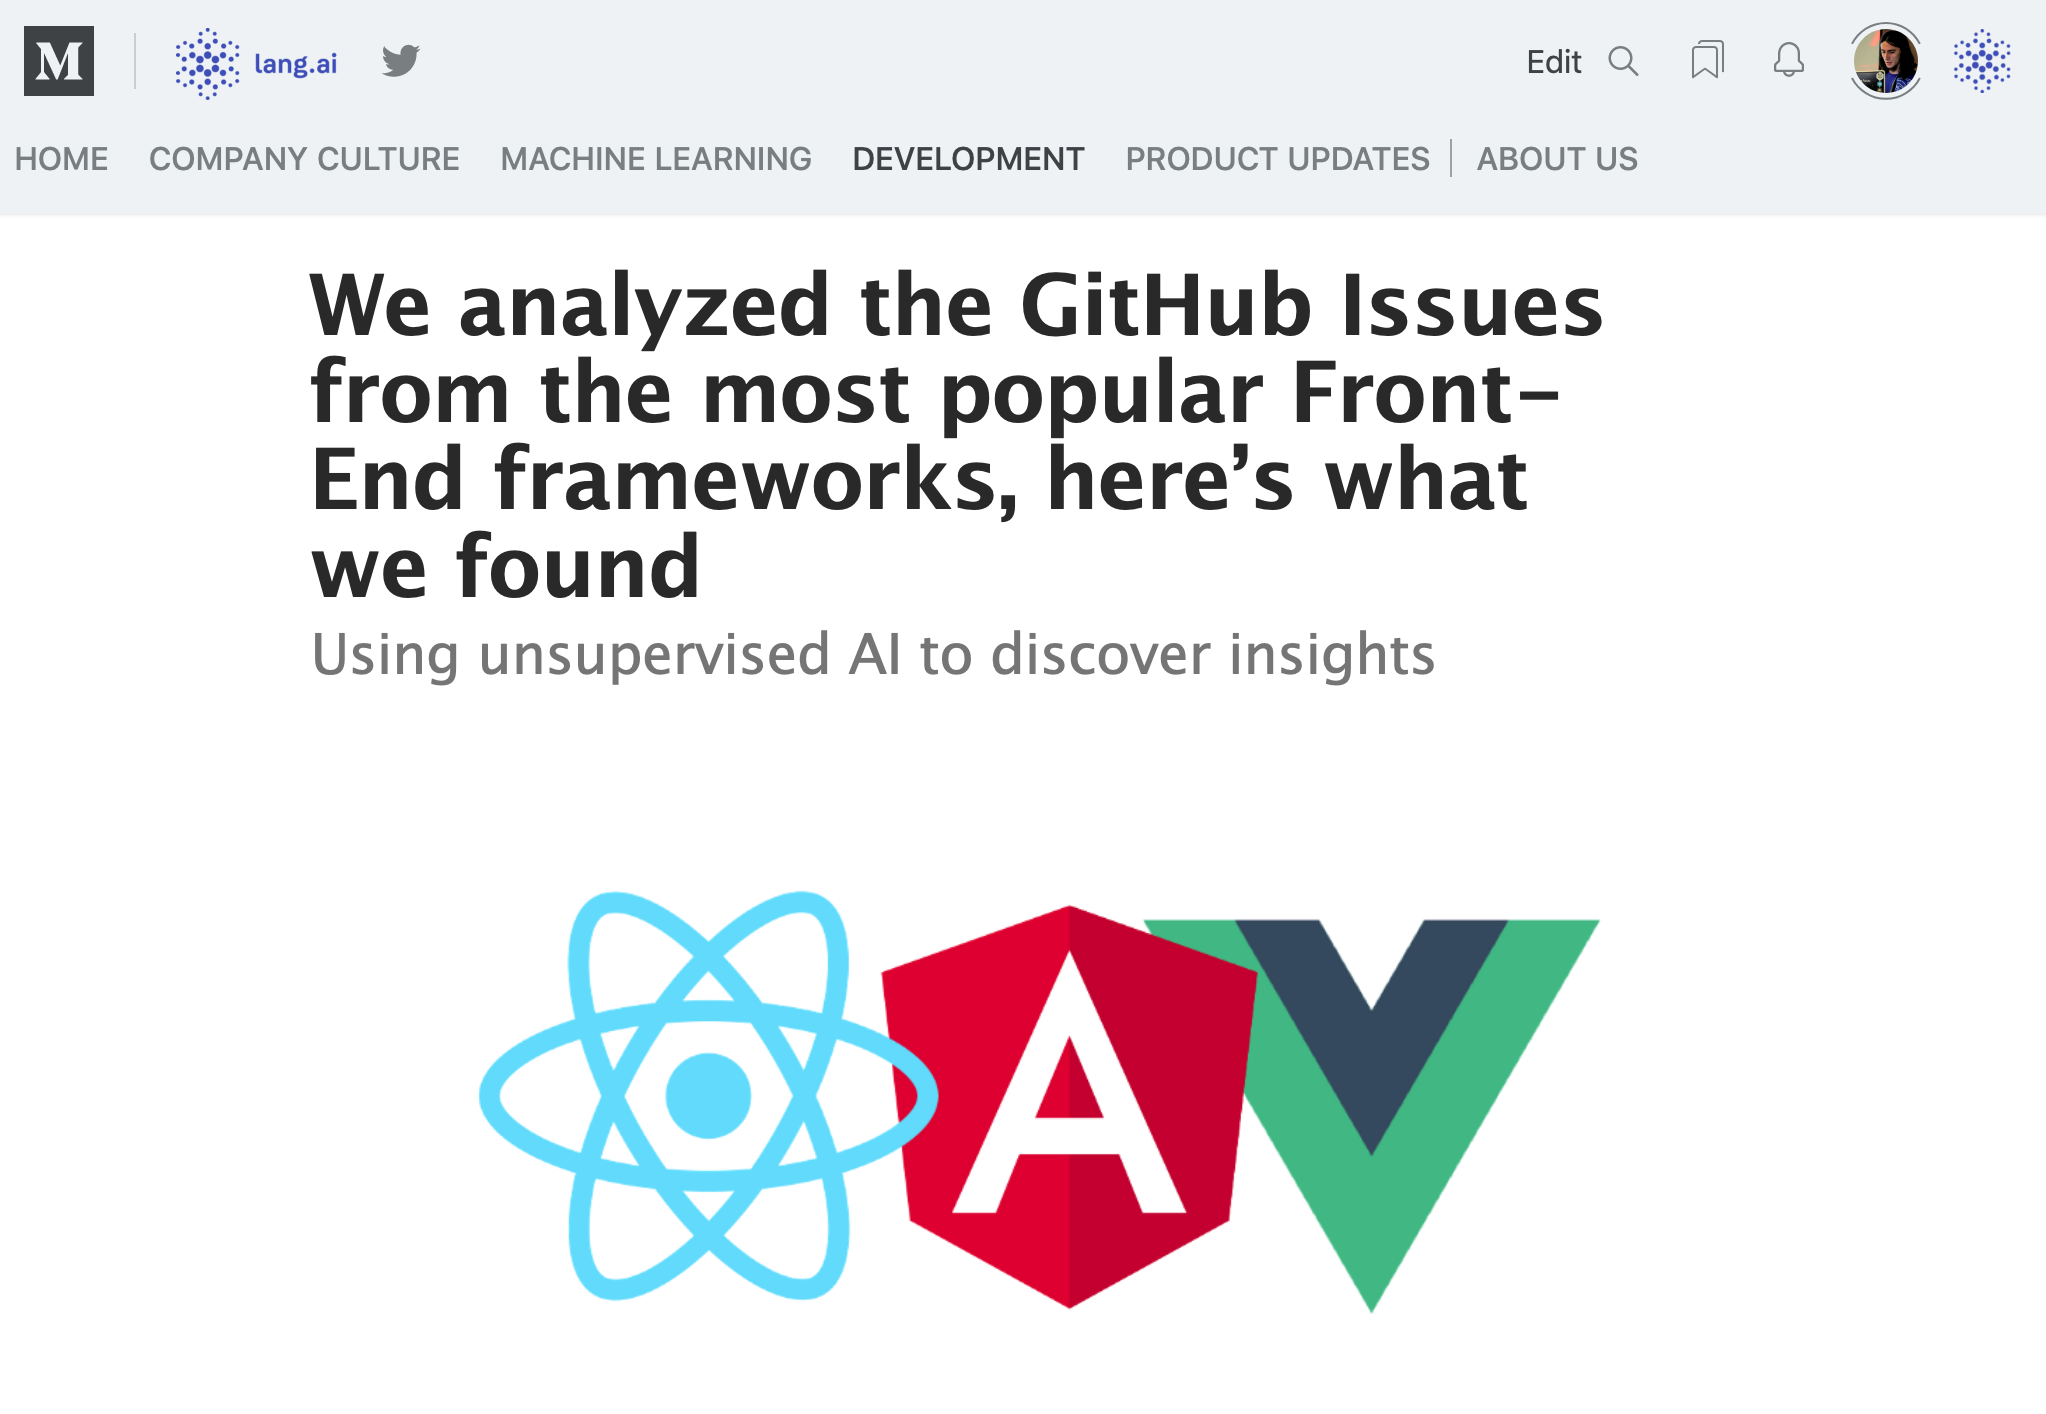 M
lang.ai
Edit
HOME COMPANY CULTURE MACHINE LEARNING DEVELOPMENT PRODUCT UPDATES ABOUT US
We analyzed the GitHub Issues
from the most popular Front-
End frameworks, here’s what
we found
Using unsupervised AI to discover insights
A